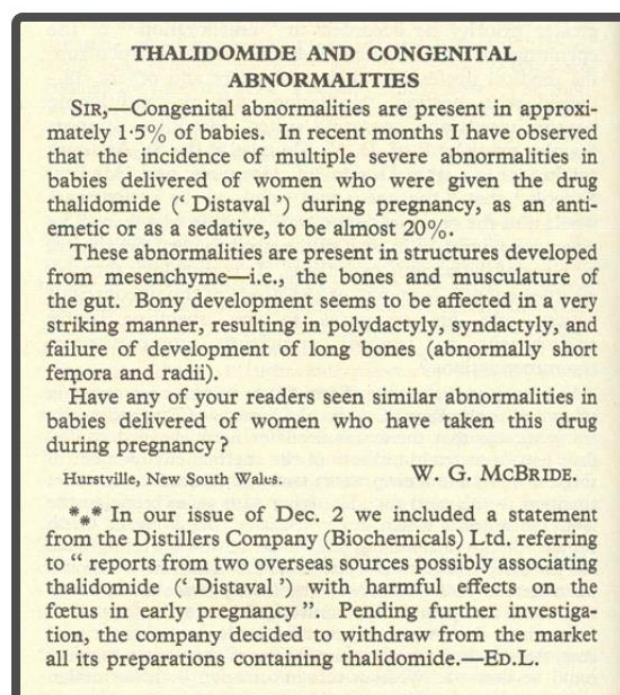 THALIDOMIDE AND CONGENITAL
ABNORMALITIES
SIR,—Congenital abnormalities are present in approxi-
mately 1·5% of babies. In recent months I have observed
that the incidence of multiple severe abnormalities in
babies delivered of women who were given the drug
thalidomide (‘ Distaval ’) during pregnancy, as an anti-
emetic or as a sedative, to be almost 20%.
These abnormalities are present in structures developed
from mesenchyme—i.e., the bones and musculature of
the gut. Bony development seems to be affected in a very
striking manner, resulting in polydactyly, syndactyly, and
failure of development of long bones (abnormally short
femora and radii).
Have any of your readers seen similar abnormalities in
babies delivered of women who have taken this drug
during pregnancy?
Hurstville, New South Wales. W. G. MCBRIDE.
*** In our issue of Dec. 2 we included a statement
from the Distillers Company (Biochemicals) Ltd. referring
to “ reports from two overseas sources possibly associating
thalidomide (‘ Distaval ’) with harmful effects on the
fœtus in early pregnancy ”. Pending further investiga-
tion, the company decided to withdraw from the market
all its preparations containing thalidomide.—ED.L.